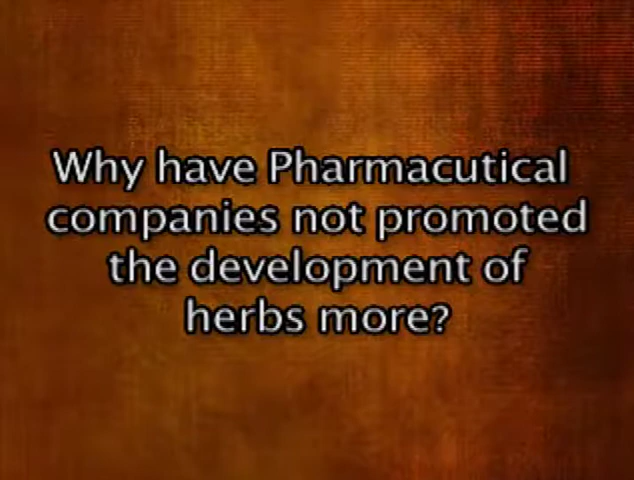 Why have Pharmacutical
companies not promoted
the development of
herbs more?